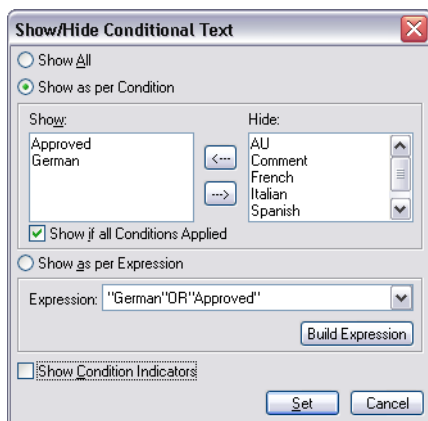 Show/Hide Conditional Text
Show All
Show as per Condition
Show:
Approved
German
<---
--->
Hide:
AU
Comment
French
Italian
Spanish
Show if all Conditions Applied
Show as per Expression
Expression: "German"OR"Approved"
Build Expression
Show Condition Indicators
Set Cancel